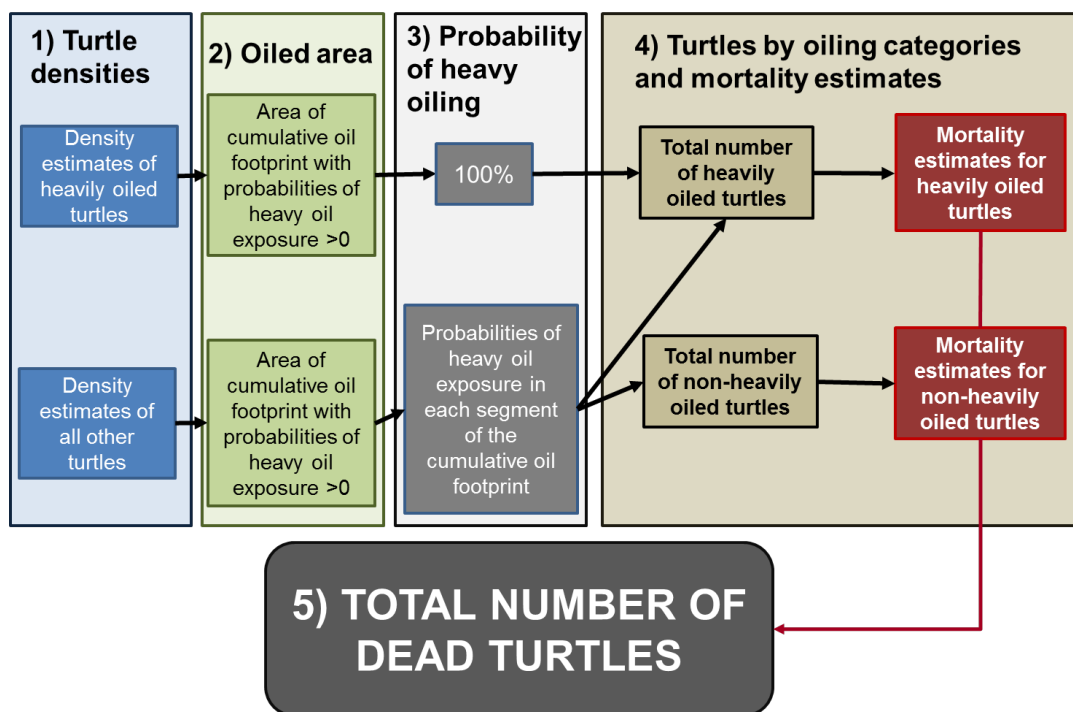 1) Turtle
densities
2) Oiled area
3) Probability
of heavy
oiling
4) Turtles by oiling categories
and mortality estimates
Density
estimates of
heavily oiled
turtles
Area of
cumulative oil
footprint with
probabilities of
heavy oil
exposure >0
100%
Total number
of heavily
oiled turtles
Mortality
estimates for
heavily oiled
turtles
Density
estimates of
all other
turtles
Area of
cumulative oil
footprint with
probabilities of
heavy oil
exposure >0
Probabilities of
heavy oil
exposure in
each segment
of the
cumulative oil
footprint
Total number
of non-heavily
oiled turtles
Mortality
estimates for
non-heavily
oiled turtles
5) TOTAL NUMBER OF
DEAD TURTLES